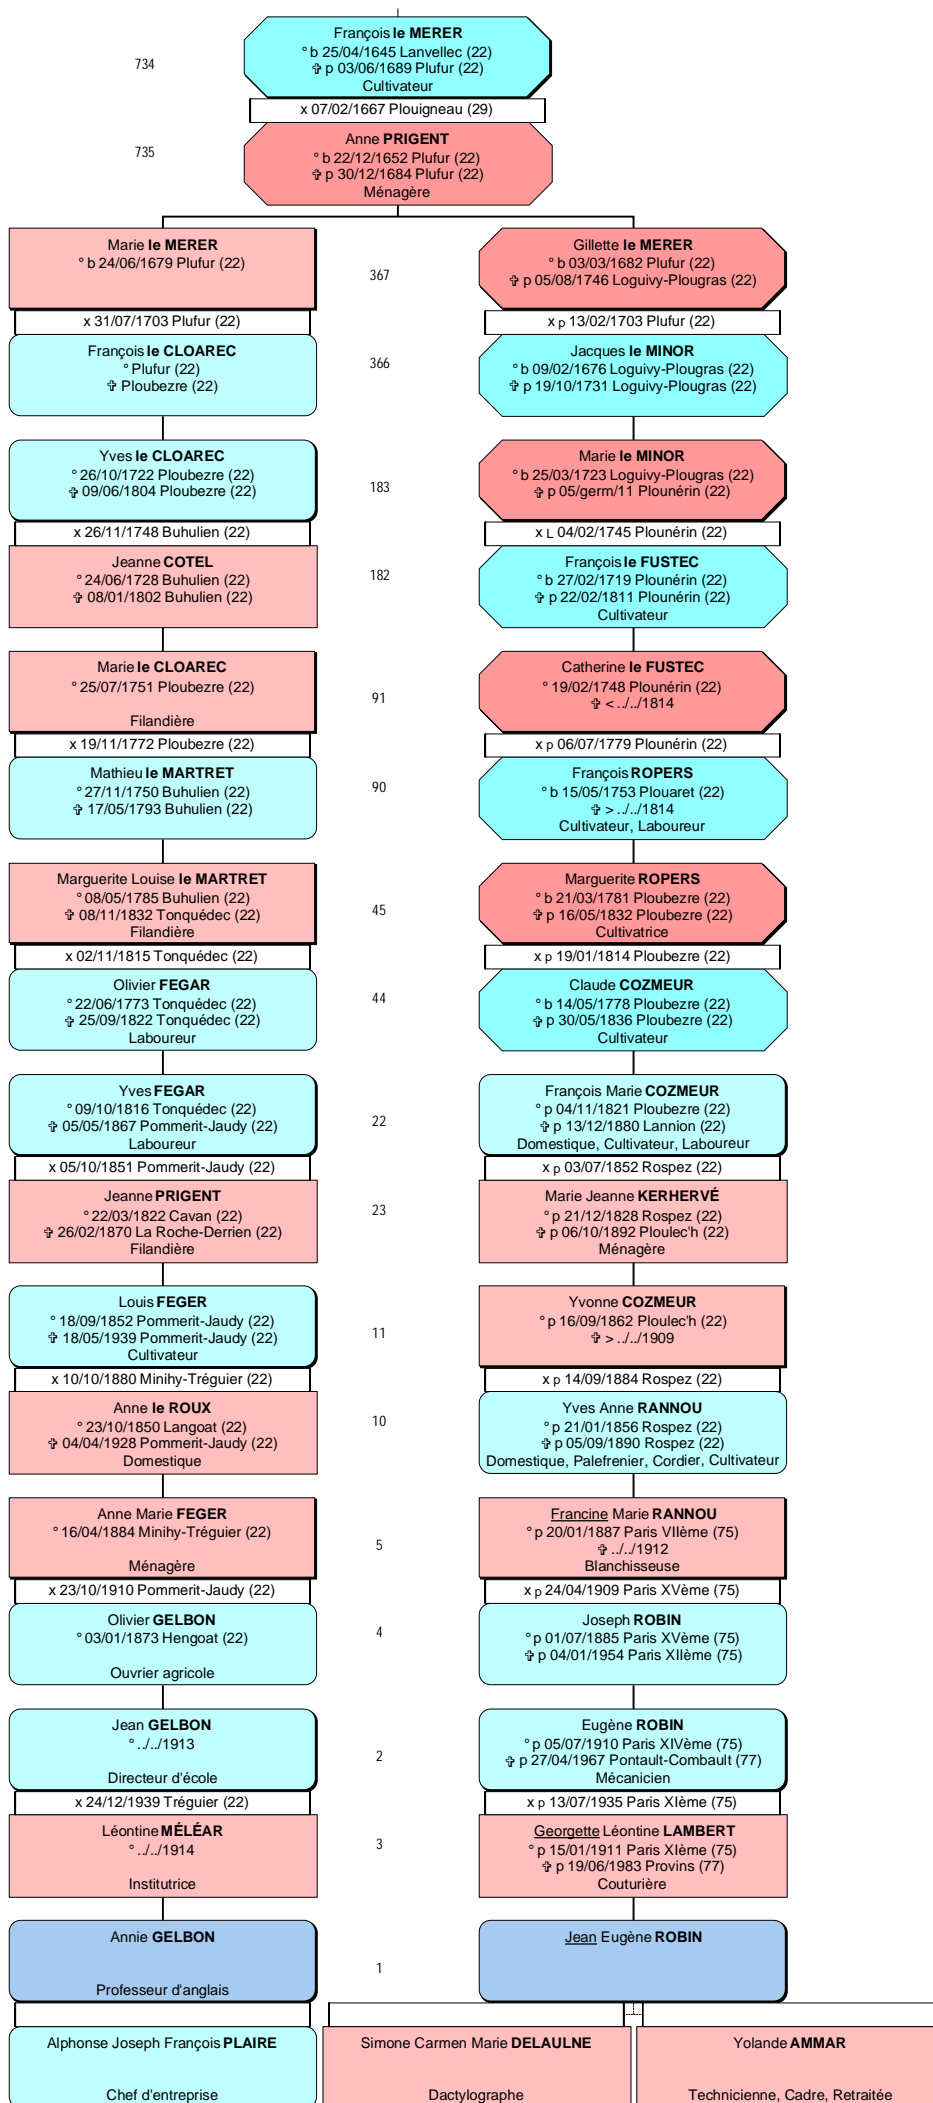 François le MERER
° b 25/04/1645 Lanvellec (22)
✞ p 03/06/1689 Plufur (22)
Cultivateur
734
x 07/02/1667 Plouigneau (29)
Anne PRIGENT
° b 22/12/1652 Plufur (22)
✞ p 30/12/1684 Plufur (22)
Ménagère
735
Marie le MERER
° b 24/06/1679 Plufur (22)
367
Gillette le MERER
° b 03/03/1682 Plufur (22)
✞ p 05/08/1746 Loguivy-Plougras (22)
x 31/07/1703 Plufur (22)
x p 13/02/1703 Plufur (22)
François le CLOAREC
° Plufur (22)
✞ Ploubezre (22)
366
Jacques le MINOR
° b 09/02/1676 Loguivy-Plougras (22)
✞ p 19/10/1731 Loguivy-Plougras (22)
Yves le CLOAREC
° 26/10/1722 Ploubezre (22)
✞ 09/06/1804 Ploubezre (22)
183
Marie le MINOR
° b 25/03/1723 Loguivy-Plougras (22)
✞ p 05/germ/11 Plounérin (22)
x 26/11/1748 Buhulien (22)
x L 04/02/1745 Plounérin (22)
Jeanne COTEL
° 24/06/1728 Buhulien (22)
✞ 08/01/1802 Buhulien (22)
182
François le FUSTEC
° b 27/02/1719 Plounérin (22)
✞ p 22/02/1811 Plounérin (22)
Cultivateur
Marie le CLOAREC
° 25/07/1751 Ploubezre (22)
Filandière
91
Catherine le FUSTEC
° 19/02/1748 Plounérin (22)
✞ < ../../1814
x 19/11/1772 Ploubezre (22)
x p 06/07/1779 Plounérin (22)
Mathieu le MARTRET
° 27/11/1750 Buhulien (22)
✞ 17/05/1793 Buhulien (22)
90
François ROPERS
° b 15/05/1753 Plouaret (22)
✞ > ../../1814
Cultivateur, Laboureur
Marguerite Louise le MARTRET
° 08/05/1785 Buhulien (22)
✞ 08/11/1832 Tonquédec (22)
Filandière
45
Marguerite ROPERS
° b 21/03/1781 Ploubezre (22)
✞ p 16/05/1832 Ploubezre (22)
Cultivatrice
x 02/11/1815 Tonquédec (22)
x p 19/01/1814 Ploubezre (22)
Olivier FEGAR
° 22/06/1773 Tonquédec (22)
✞ 25/09/1822 Tonquédec (22)
Laboureur
44
Claude COZMEUR
° b 14/05/1778 Ploubezre (22)
✞ p 30/05/1836 Ploubezre (22)
Cultivateur
Yves FEGAR
° 09/10/1816 Tonquédec (22)
✞ 05/05/1867 Pommerit-Jaudy (22)
Laboureur
22
François Marie COZMEUR
° p 04/11/1821 Ploubezre (22)
✞ p 13/12/1880 Lannion (22)
Domestique, Cultivateur, Laboureur
x 05/10/1851 Pommerit-Jaudy (22)
x p 03/07/1852 Rospez (22)
Jeanne PRIGENT
° 22/03/1822 Cavan (22)
✞ 26/02/1870 La Roche-Derrien (22)
Filandière
23
Marie Jeanne KERHERVÉ
° p 21/12/1828 Rospez (22)
✞ p 06/10/1892 Ploulec'h (22)
Ménagère
Louis FEGER
° 18/09/1852 Pommerit-Jaudy (22)
✞ 18/05/1939 Pommerit-Jaudy (22)
Cultivateur
11
Yvonne COZMEUR
° p 16/09/1862 Ploulec'h (22)
✞ > ../../1909
x 10/10/1880 Minihy-Tréguier (22)
x p 14/09/1884 Rospez (22)
Anne le ROUX
° 23/10/1850 Langoat (22)
✞ 04/04/1928 Pommerit-Jaudy (22)
Domestique
10
Yves Anne RANNOU
° p 21/01/1856 Rospez (22)
✞ p 05/09/1890 Rospez (22)
Domestique, Palefrenier, Cordier, Cultivateur
Anne Marie FEGER
° 16/04/1884 Minihy-Tréguier (22)
Ménagère
5
Francine Marie RANNOU
° p 20/01/1887 Paris VIIème (75)
✞ ../../1912
Blanchisseuse
x 23/10/1910 Pommerit-Jaudy (22)
x p 24/04/1909 Paris XVème (75)
Olivier GELBON
° 03/01/1873 Hengoat (22)
Ouvrier agricole
4
Joseph ROBIN
° p 01/07/1885 Paris XVème (75)
✞ p 04/01/1954 Paris XIIème (75)
Jean GELBON
° ../../1913
Directeur d'école
2
Eugène ROBIN
° p 05/07/1910 Paris XIVème (75)
✞ p 27/04/1967 Pontault-Combault (77)
Mécanicien
x 24/12/1939 Tréguier (22)
x p 13/07/1935 Paris XIème (75)
Léontine MÉLÉAR
° ../../1914
Institutrice
3
Georgette Léontine LAMBERT
° p 15/01/1911 Paris XIème (75)
✞ p 19/06/1983 Provins (77)
Couturière
Annie GELBON
Professeur d'anglais
1
Jean Eugène ROBIN
Alphonse Joseph François PLAIRE
Chef d'entreprise
Simone Carmen Marie DELAULNE
Dactylographe
Yolande AMMAR
Technicienne, Cadre, Retraitée